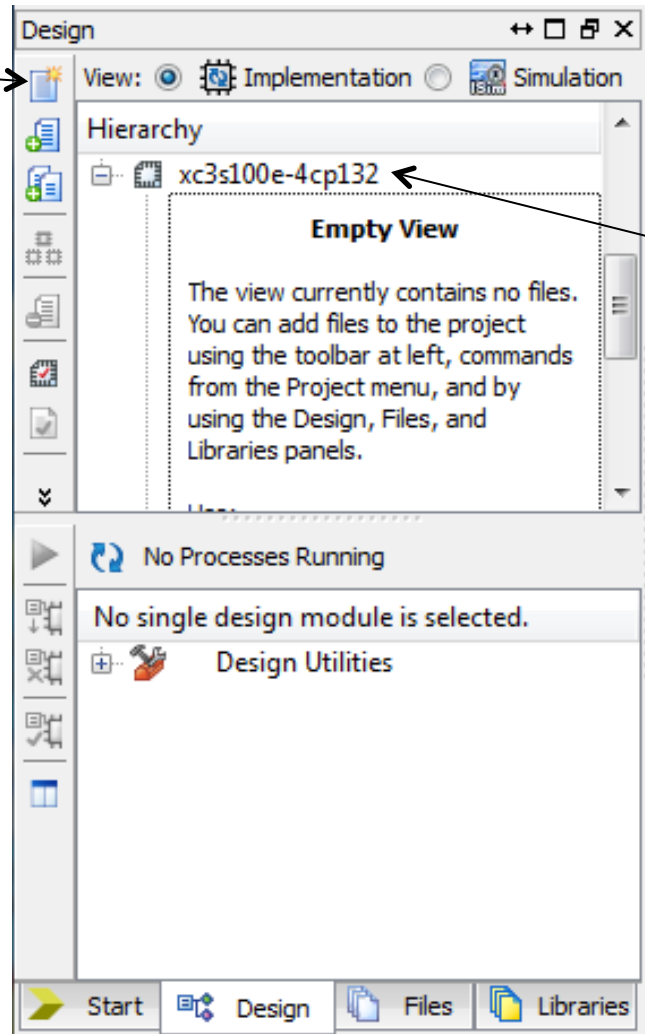 Design
View: Implementation Simulation
Hierarchy
xc3s100e-4cp132
Empty View
The view currently contains no files.
You can add files to the project
using the toolbar at left, commands
from the Project menu, and by
using the Design, Files, and
Libraries panels.
No Processes Running
No single design module is selected.
Design Utilities
Start Design Files Libraries